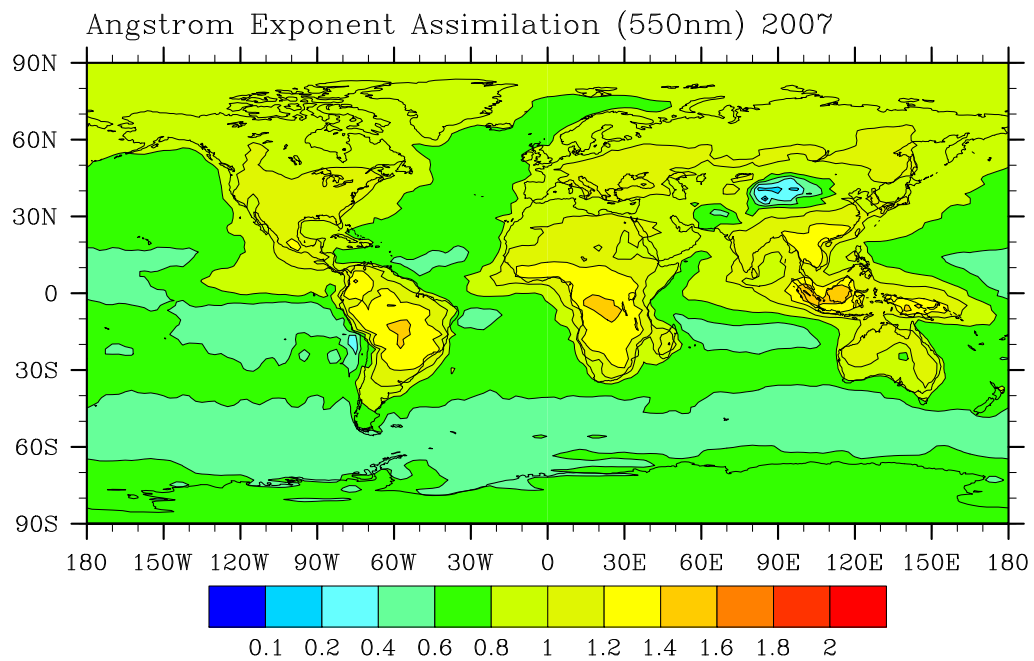 Angstrom Exponent Assimilation (550nm) 2007
90N
60N
30N
0
30S
60S
90S
180 150W 120W 90W 60W 30W 0 30E 60E 90E 120E 150E 180
0.1 0.2 0.4 0.6 0.8 1 1.2 1.4 1.6 1.8 2